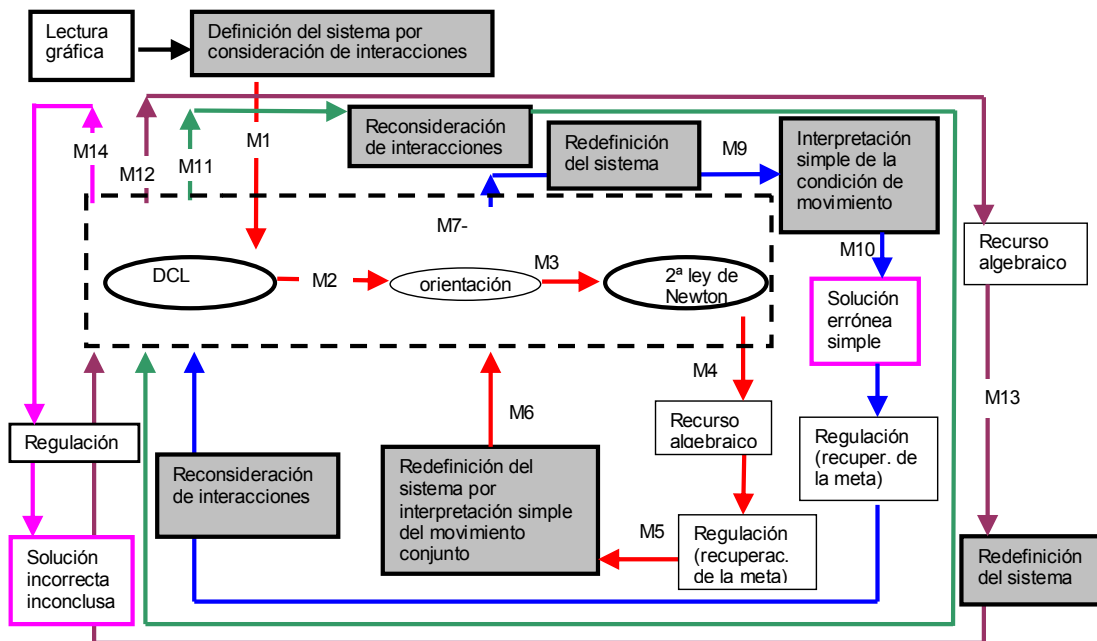 Lectura
gráfica
Definición del sistema por
consideración de interacciones
M14
M12
M11
M1
Reconsideración
de interacciones
Redefinición
del sistema
M9
Interpretación
simple de la
condición de
movimiento
M7-
M10
Recurso
algebraico
DCL
M2
orientación
M3
2ª ley de
Newton
Solución
errónea
simple
M4
M13
M6
Recurso
algebraico
Regulación
Regulación
(recuper. de
la meta)
Reconsideración
de interacciones
Redefinición del
sistema por
interpretación simple
del movimiento
conjunto
M5
Regulación
(recuperac.
de la meta)
Solución
incorrecta
inconclusa
Redefinición
del sistema